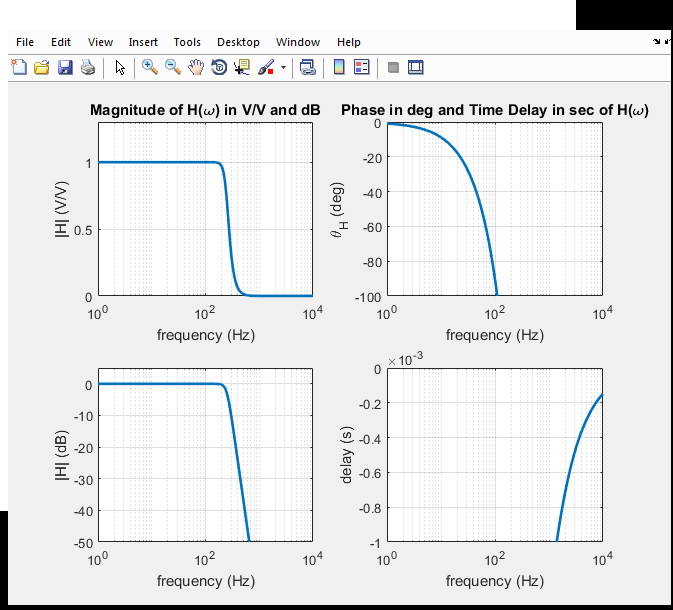 File Edit View Insert Tools Desktop Window Help
Magnitude of H(ω) in V/V and dB
|H| (V/V)
1
0.5
0
10^0 10^2 10^4
frequency (Hz)
Phase in deg and Time Delay in sec of H(ω)
θ_H (deg)
0
-20
-40
-60
-80
-100
10^0 10^2 10^4
frequency (Hz)
|H| (dB)
0
-10
-20
-30
-40
-50
10^0 10^2 10^4
frequency (Hz)
×10^-3
delay (s)
0
-0.2
-0.4
-0.6
-0.8
-1
10^0 10^2 10^4
frequency (Hz)